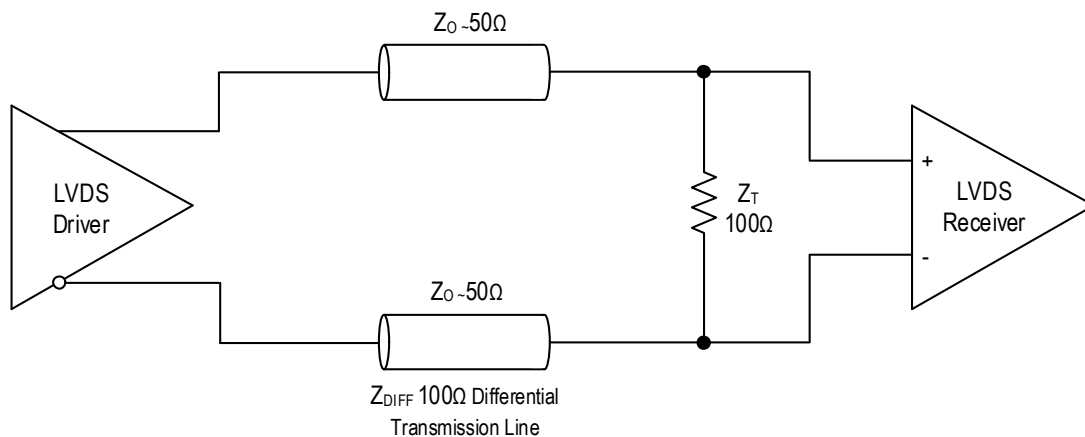 Z_O ~50Ω
LVDS
Driver
Z_T
100Ω
+
-
LVDS
Receiver
Z_O ~50Ω
Z_DIFF 100Ω Differential
Transmission Line